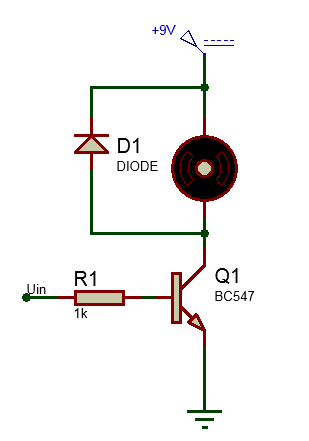 +9V
D1
DIODE
Q1
BC547
R1
Uin
1k